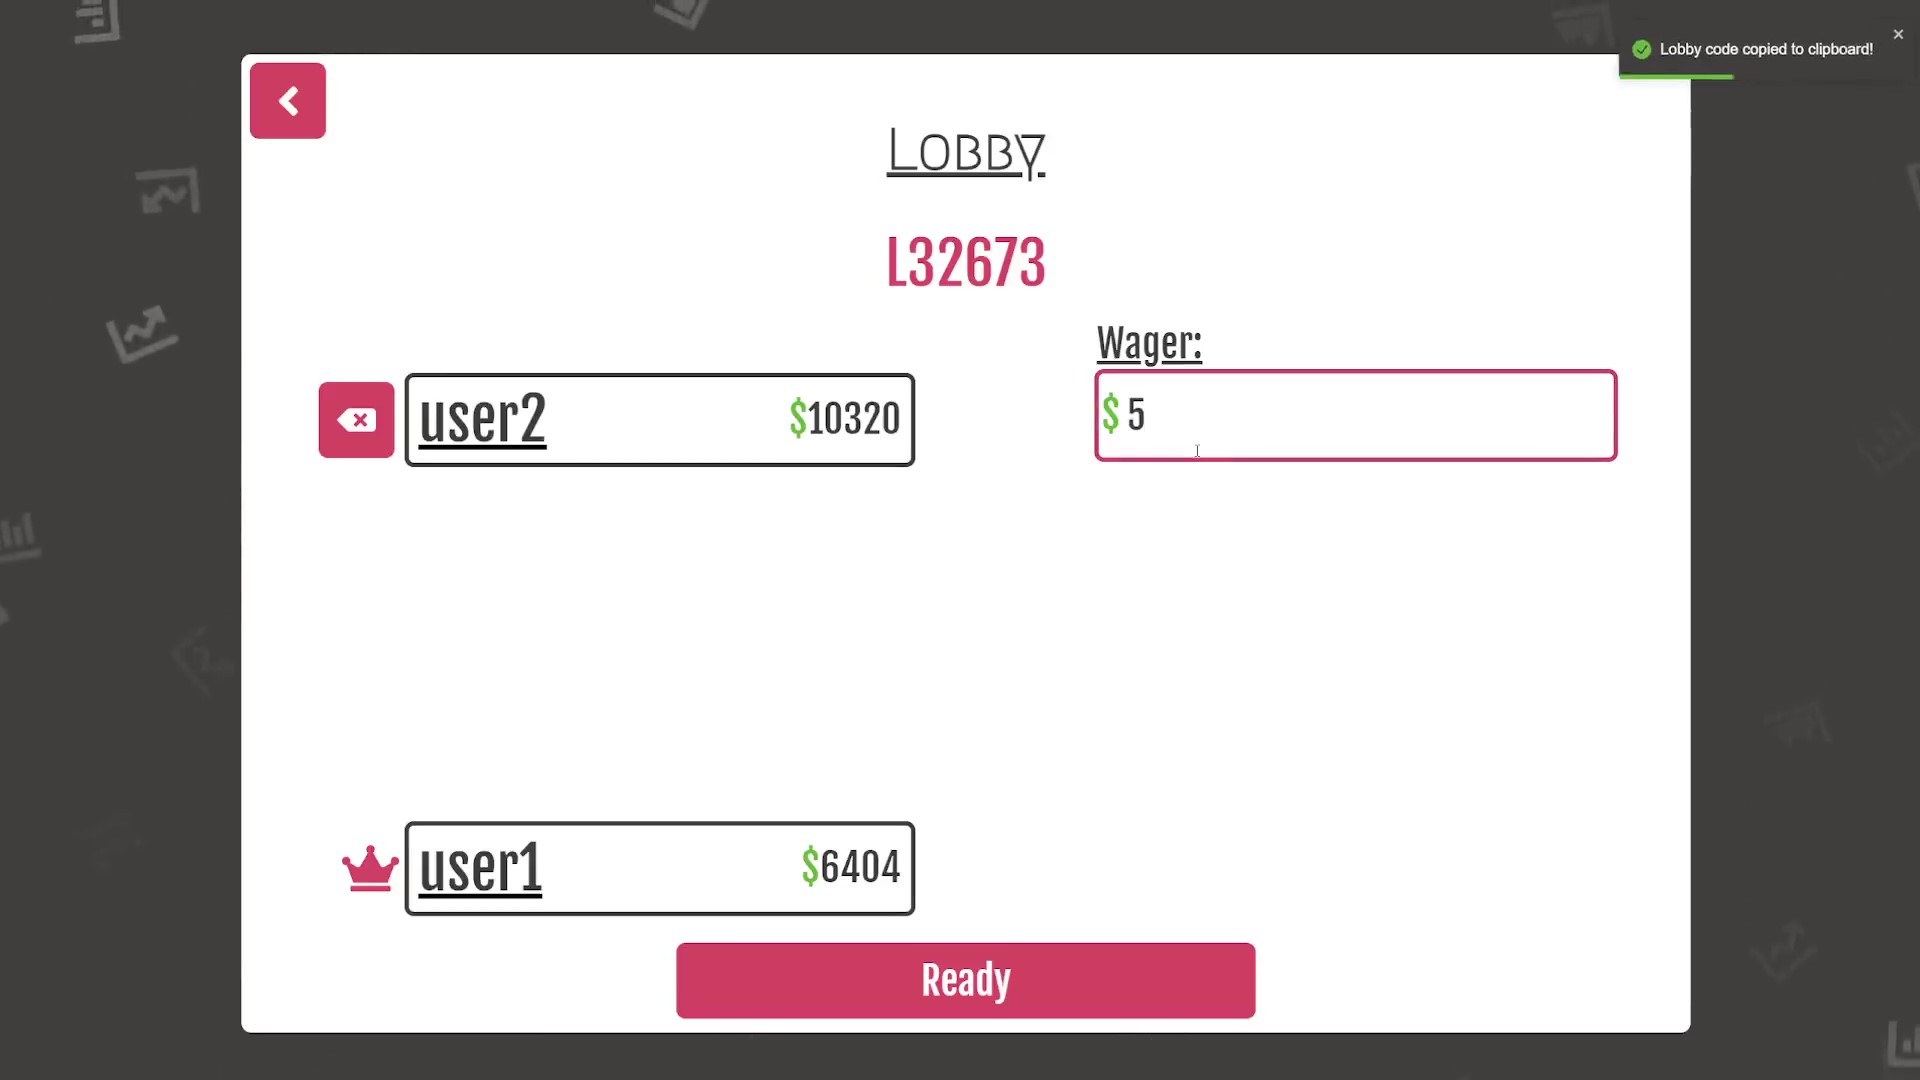 Lobby code copied to clipboard!
Lobby
L32673
Wager:
user2 $10320
$ 5
user1 $6404
Ready